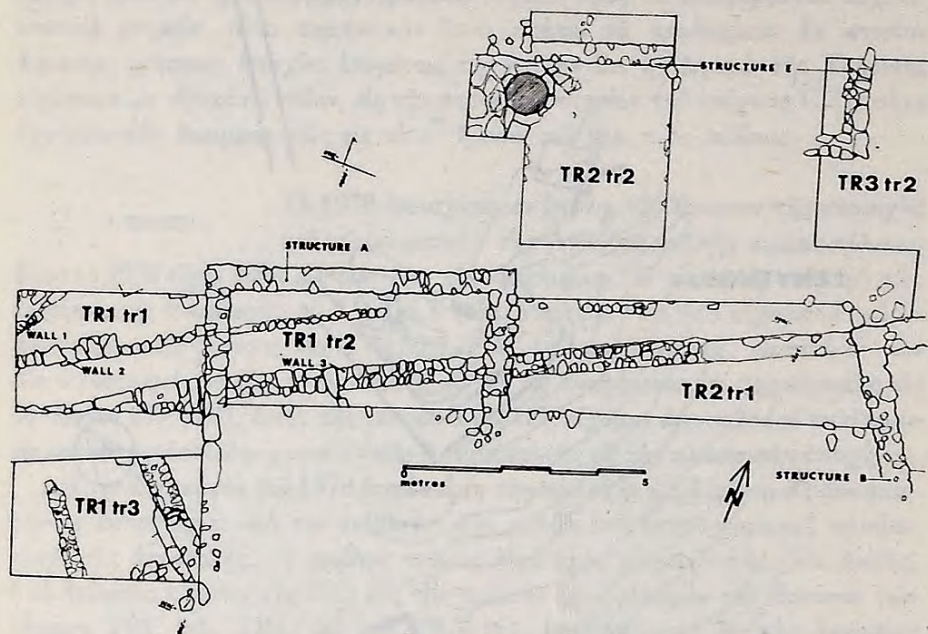 STRUCTURE B
TR2 tr2
TR3 tr2
STRUCTURE A
TR1 tr1
WALL 1
TR1 tr2
WALL 2
WALL 3
TR2 tr1
0 5
metros
N
STRUCTURE B
TR1 tr3